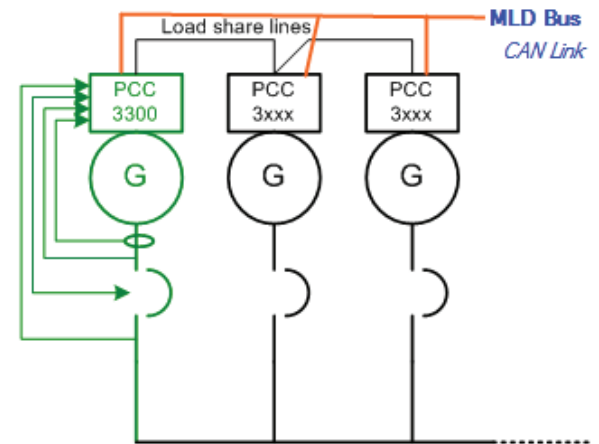 MLD Bus
Load share lines
CAN Link
PCC
3300
PCC
3xxx
PCC
3xxx
G
G
G